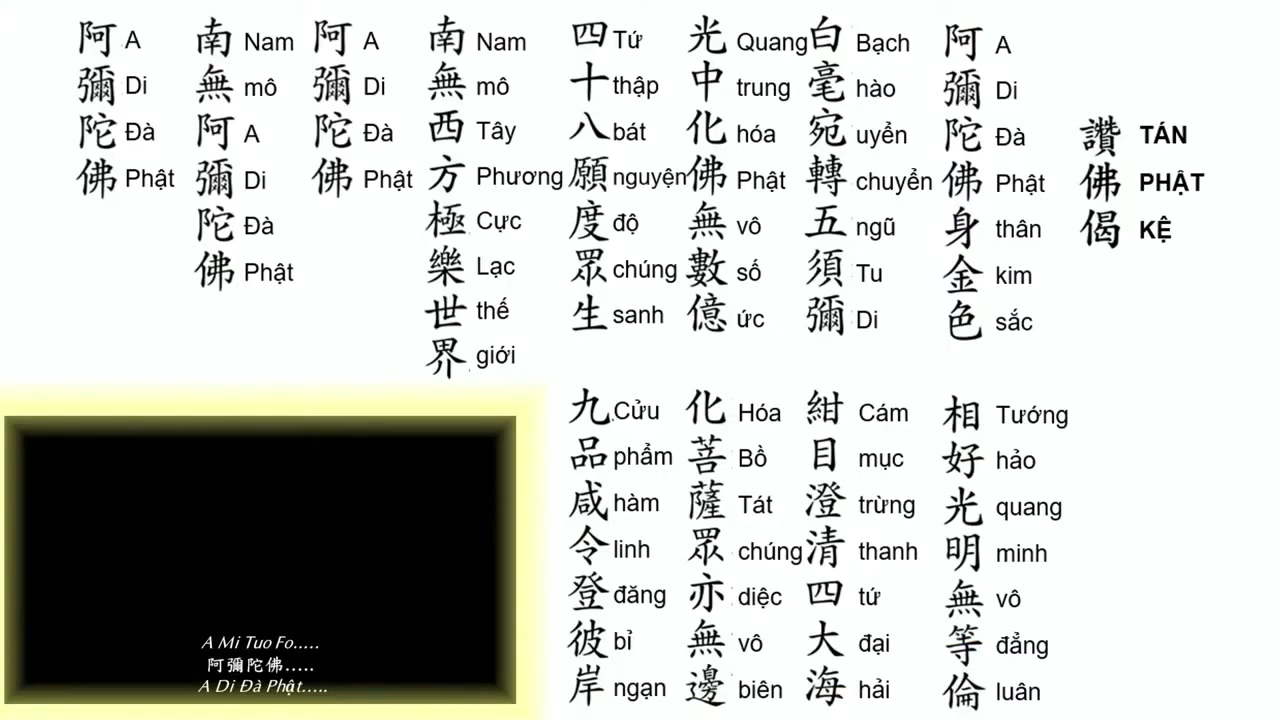 讚佛偈
TÁN PHẬT KỆ
阿彌陀佛身金色
A Di Đà Phật thân kim sắc
相好光明無等倫
Tướng hảo quang minh vô đẳng luân
白毫宛轉五須彌
Bạch hào uyển chuyển ngũ Tu Di
紺目澄清四大海
Cám mục trừng thanh tứ đại hải
光中化佛無數億
Quang trung hóa Phật vô số ức
化菩薩眾亦無邊
Hóa Bồ Tát chúng diệc vô biên
四十八願度眾生
Tứ thập bát nguyện độ chúng sanh
九品咸令登彼岸
Cửu phẩm hàm linh đăng bỉ ngạn
南無西方極樂世界
Nam mô Tây Phương Cực Lạc thế giới
阿彌陀佛
A Di Đà Phật
南無阿彌陀佛
Nam mô A Di Đà Phật
阿彌陀佛
A Di Đà Phật
A Mi Tuo Fo.....
阿彌陀佛.....
A Di Đà Phật.....